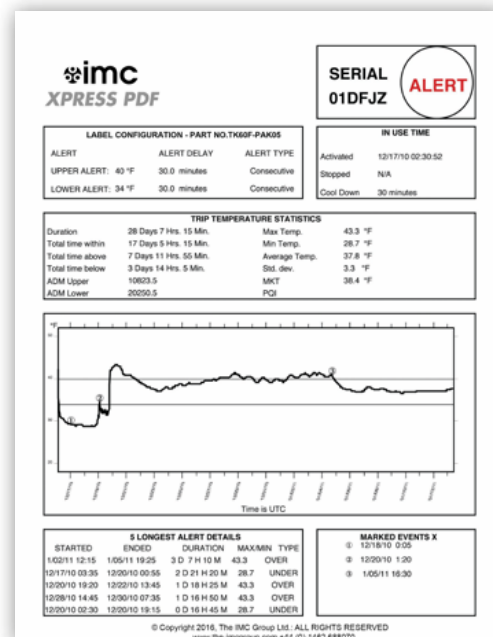 imc
XPRESS PDF
SERIAL
01DFJZ
ALERT
LABEL CONFIGURATION - PART NO.TK60F-PAK05
ALERT ALERT DELAY ALERT TYPE
UPPER ALERT: 40 °F 30.0 minutes Consecutive
LOWER ALERT: 34 °F 30.0 minutes Consecutive
IN USE TIME
Activated 12/17/10 02:30:52
Stopped N/A
Cool Down 30 minutes
TRIP TEMPERATURE STATISTICS
Duration 28 Days 7 Hrs. 15 Min. Max Temp. 43.3 °F
Total time within 17 Days 5 Hrs. 15 Min. Min Temp. 28.7 °F
Total time above 7 Days 11 Hrs. 55 Min. Average Temp. 37.8 °F
Total time below 3 Days 14 Hrs. 5 Min. Std. dev. 3.3 °F
ADM Upper 10823.5 MKT 38.4 °F
ADM Lower 20250.5 PQI
°F
①
②
③
Time is UTC
5 LONGEST ALERT DETAILS
STARTED ENDED DURATION MAX/MIN TYPE
1/02/11 12:15 1/05/11 19:25 3 D 7 H 10 M 43.3 OVER
12/17/10 03:35 12/20/10 00:55 2 D 21 H 20 M 28.7 UNDER
12/20/10 19:20 12/22/10 13:45 1 D 18 H 25 M 43.3 OVER
12/28/10 14:45 12/30/10 07:35 1 D 16 H 50 M 43.3 OVER
12/20/10 02:30 12/20/10 19:15 0 D 16 H 45 M 28.7 UNDER
MARKED EVENTS X
① 12/18/10 0:05
② 12/20/10 1:20
③ 1/05/11 16:30
© Copyright 2016, The IMC Group Ltd.: ALL RIGHTS RESERVED